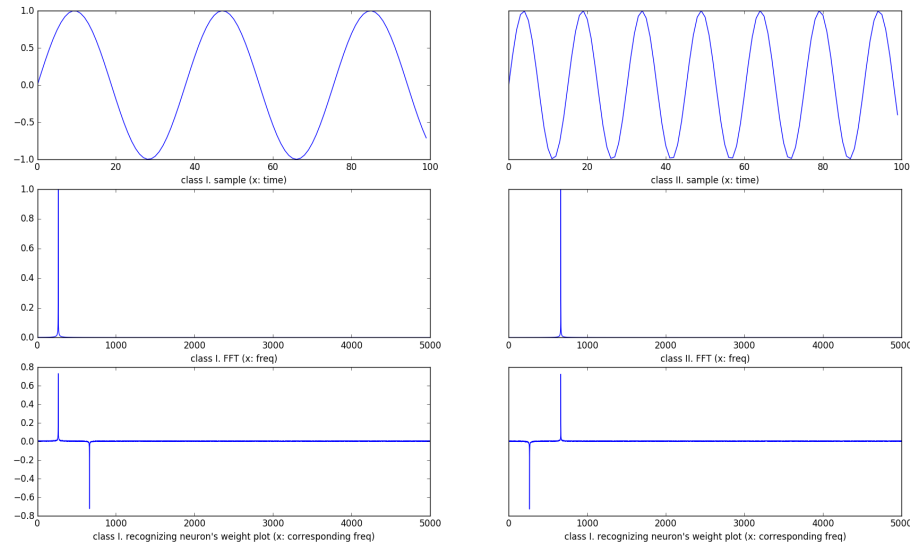 1.0
0.5
0.0
−0.5
−1.0
0 20 40 60 80 100
class I. sample (x: time)
0 20 40 60 80 100
class II. sample (x: time)
1.0
0.8
0.6
0.4
0.2
0.0
0 1000 2000 3000 4000 5000
class I. FFT (x: freq)
0 1000 2000 3000 4000 5000
class II. FFT (x: freq)
0.8
0.6
0.4
0.2
0.0
−0.2
−0.4
−0.6
−0.8
0 1000 2000 3000 4000 5000
class I. recognizing neuron's weight plot (x: corresponding freq)
0 1000 2000 3000 4000 5000
class I. recognizing neuron's weight plot (x: corresponding freq)